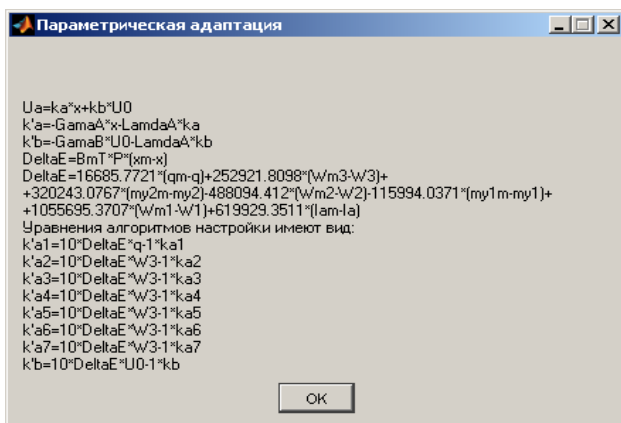 Параметрическая адаптация
Ua=ka*x+kb*U0
k'a=-GamaA*x-LamdaA*ka
k'b=-GamaB*U0-LamdaA*kb
DeltaE=BmT*P*(xm-x)
DeltaE=16685.7721*(qm-q)+252921.8098*(Wm3-W3)+
+320243.0767*(my2m-my2)-488094.412*(Wm2-W2)-115994.0371*(my1m-my1)+
+1055695.3707*(Wm1-W1)+619929.3511*(Iam-Ia)
Уравнения алгоритмов настройки имеют вид:
k'a1=10*DeltaE*q-1*ka1
k'a2=10*DeltaE*W3-1*ka2
k'a3=10*DeltaE*W3-1*ka3
k'a4=10*DeltaE*W3-1*ka4
k'a5=10*DeltaE*W3-1*ka5
k'a6=10*DeltaE*W3-1*ka6
k'a7=10*DeltaE*W3-1*ka7
k'b=10*DeltaE*U0-1*kb
OK